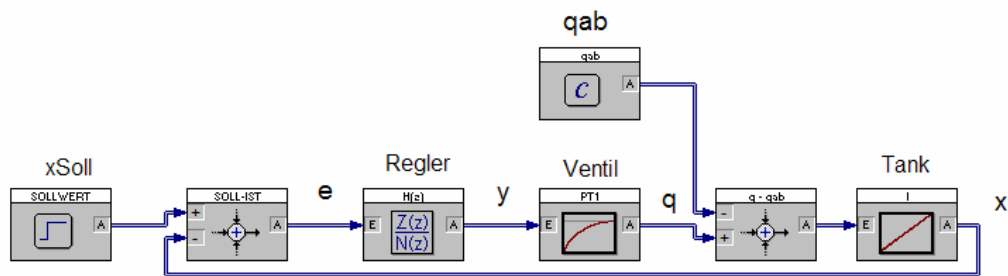 qab
qab
C
A
xSoll
SOLLWERT
A
SOLL-IST
+
-
A
e
Regler
H(z)
E
Z(z)
N(z)
A
y
Ventil
PT1
E
A
q
q - qab
-
+
A
Tank
I
E
A
x